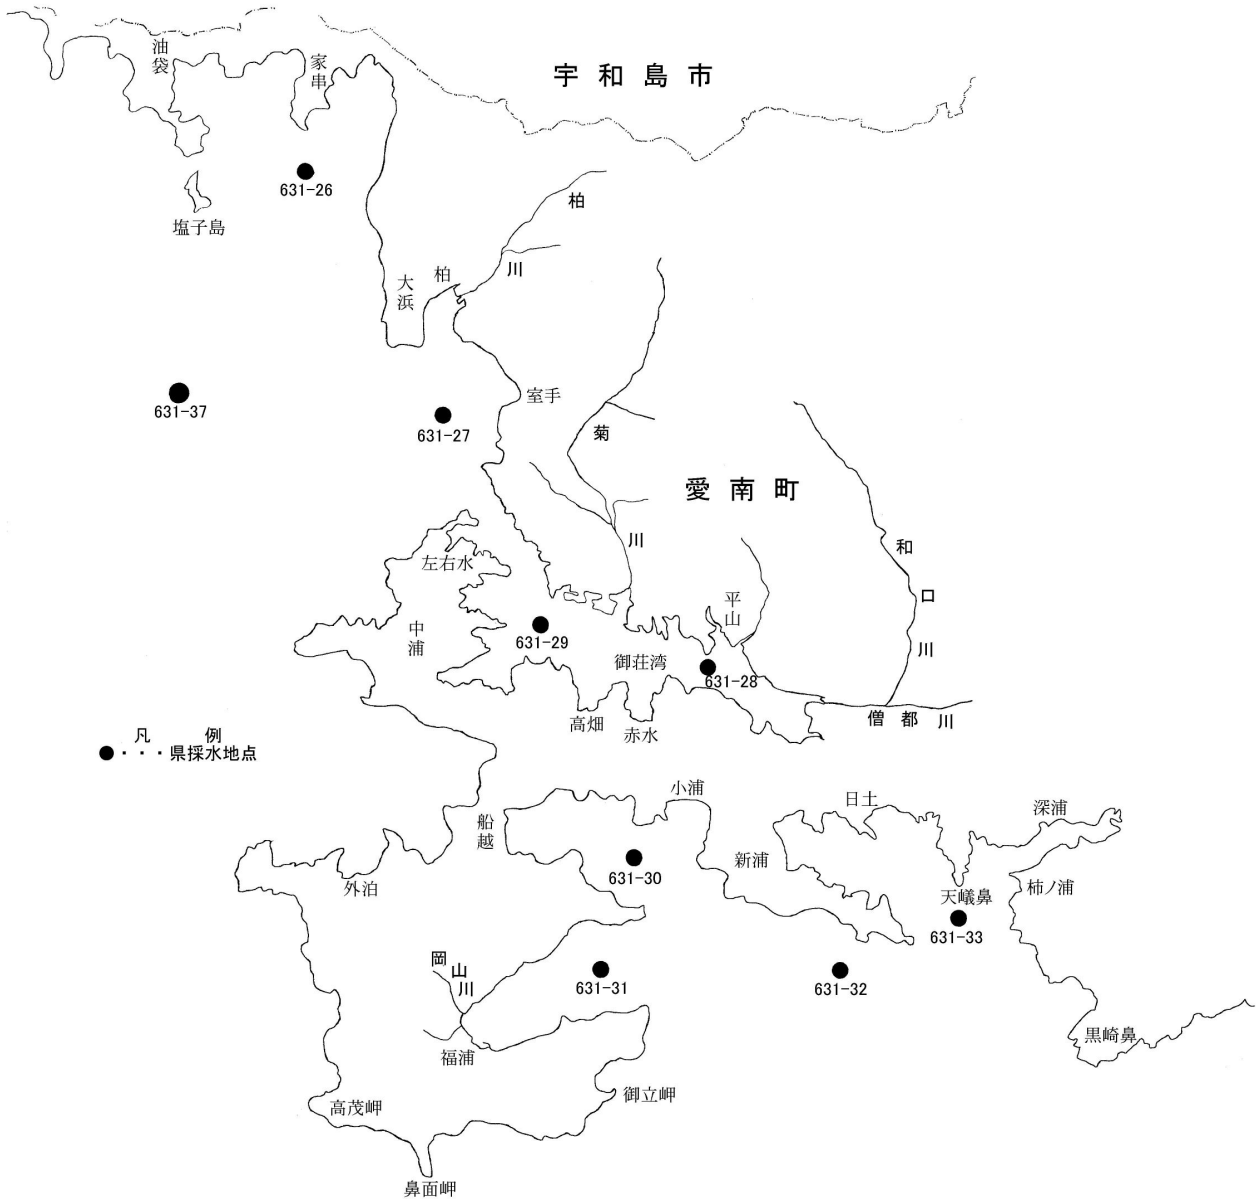 油袋
家串
宇和島市
631-26
塩子島
柏
川
柏
大浜
室手
631-37
631-27
菊
川
愛南町
和
口
川
左右水
平山
中浦
631-29
御荘湾
631-28
高畑
赤水
僧都川
凡例
●・・・県採水地点
小浦
日土
深浦
船越
新浦
631-30
外泊
天嶬鼻
柿ノ浦
631-33
岡山川
631-31
631-32
福浦
黒崎鼻
御立岬
高茂岬
鼻面岬